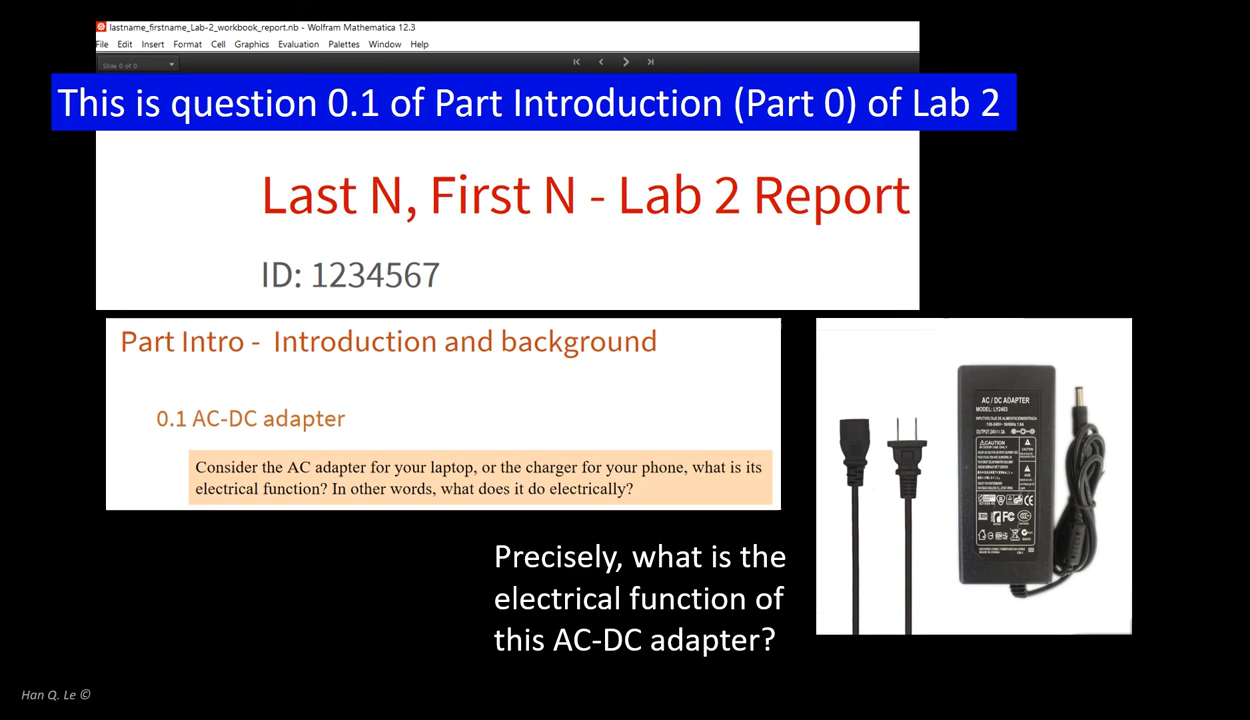 lastname_firstname_Lab-2_workbook_report.nb - Wolfram Mathematica 12.3
File Edit Insert Format Cell Graphics Evaluation Palettes Window Help
Slide 0 of 0
This is question 0.1 of Part Introduction (Part 0) of Lab 2
Last N, First N - Lab 2 Report
ID: 1234567
Part Intro - Introduction and background
0.1 AC-DC adapter
Consider the AC adapter for your laptop, or the charger for your phone, what is its
electrical function? In other words, what does it do electrically?
AC / DC ADAPTER
MODEL: LY2403
CAUTION
FC CE
Precisely, what is the
electrical function of
this AC-DC adapter?
Han Q. Le ©